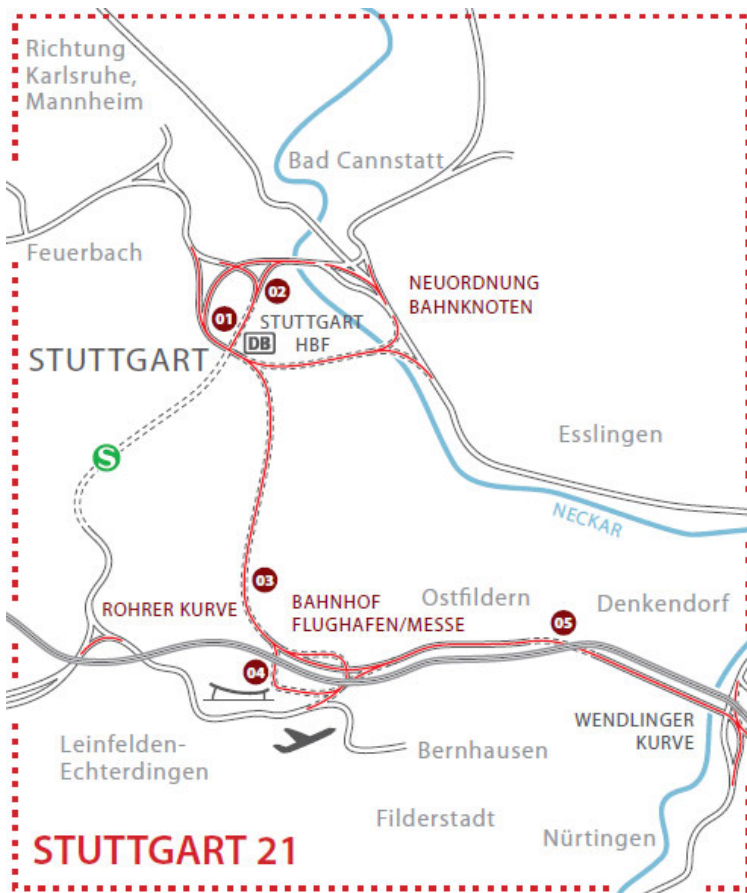 Richtung
Karlsruhe,
Mannheim
Bad Cannstatt
Feuerbach
NEUORDNUNG
BAHNKNOTEN
01
02
STUTTGART
HBF
DB
STUTTGART
S
Esslingen
NECKAR
03
ROHRER KURVE
BAHNHOF
FLUGHAFEN/MESSE
Ostfildern
Denkendorf
05
04
WENDLINGER
KURVE
Leinfelden-
Echterdingen
Bernhausen
Filderstadt
Nürtingen
STUTTGART 21